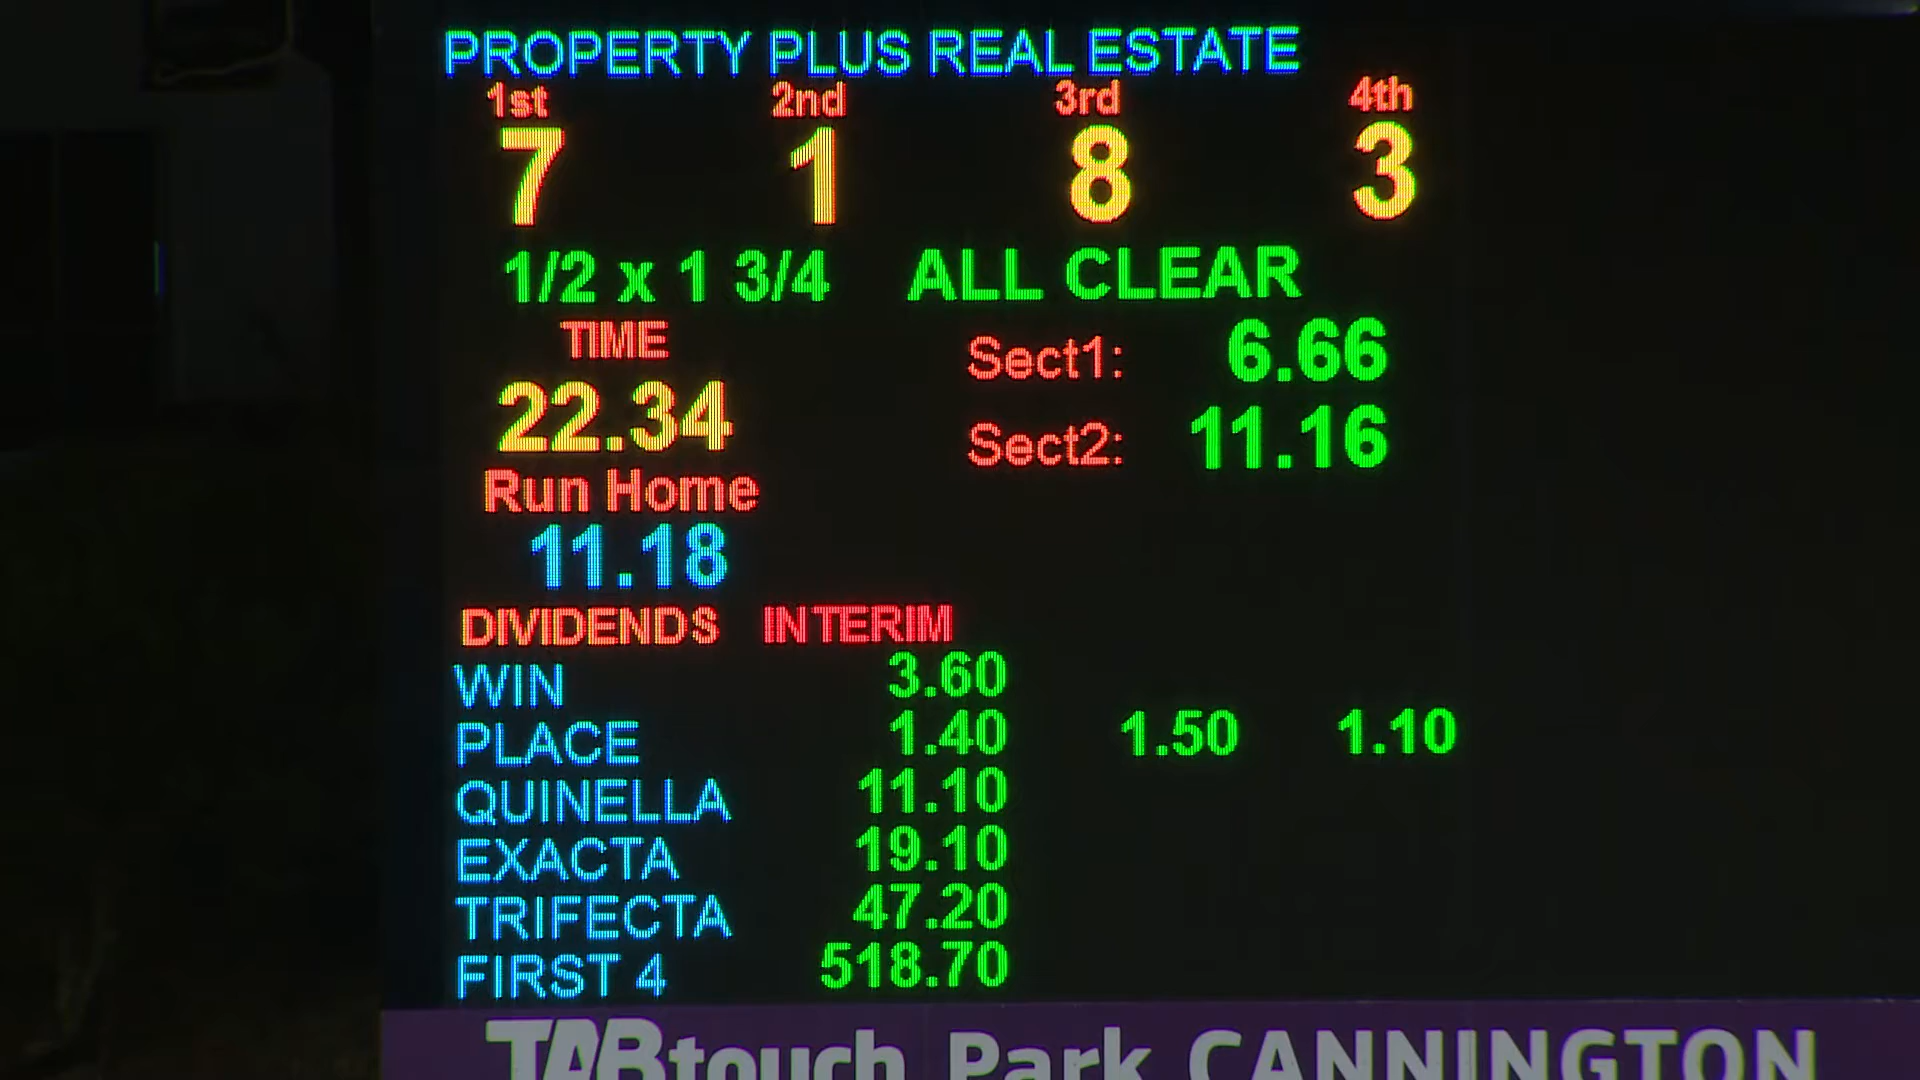 PROPERTY PLUS REAL ESTATE
1st 2nd 3rd 4th
7 1 8 3
1/2 x 1 3/4 ALL CLEAR
TIME
Sect1: 6.66
22.34
Sect2: 11.16
Run Home
11.18
DIVIDENDS INTERIM
WIN 3.60
PLACE 1.40 1.50 1.10
QUINELLA 11.10
EXACTA 19.10
TRIFECTA 47.20
FIRST 4 518.70
TABtouch Park CANNINGTON